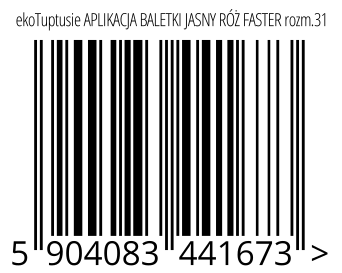 ekoTuptusie APLIKACJA BALETKI JASNY RÓŻ FASTER rozm.31
5 904083 441673 >